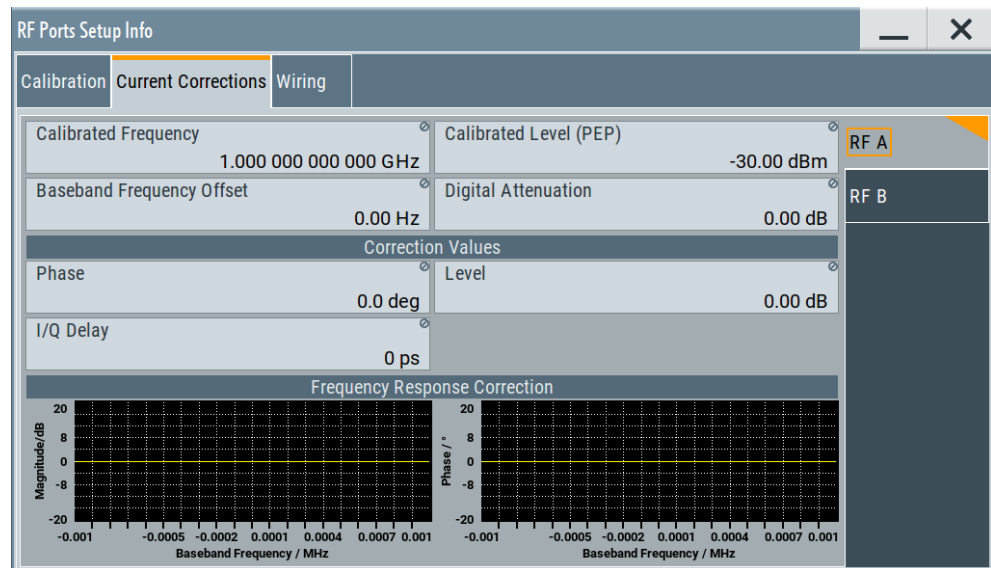 RF Ports Setup Info
Calibration Current Corrections Wiring
Calibrated Frequency
1.000 000 000 000 GHz
Calibrated Level (PEP)
-30.00 dBm
RF A
Baseband Frequency Offset
0.00 Hz
Digital Attenuation
0.00 dB
RF B
Correction Values
Phase
0.0 deg
Level
0.00 dB
I/Q Delay
0 ps
Frequency Response Correction
Magnitude/dB
20
8
0
-8
-20
-0.001 -0.0005 -0.0002 0.0001 0.0004 0.0007 0.001
Baseband Frequency / MHz
Phase / °
20
8
0
-8
-20
-0.001 -0.0005 -0.0002 0.0001 0.0004 0.0007 0.001
Baseband Frequency / MHz